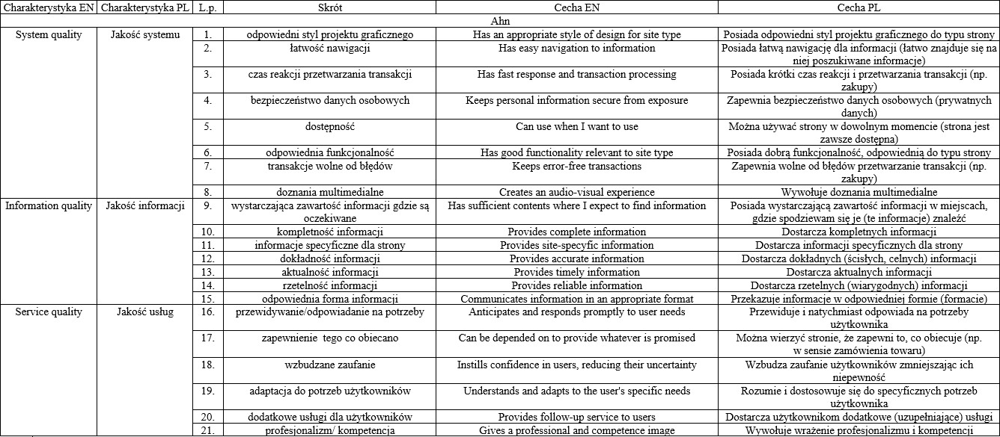 Charakterystyka EN Charakterystyka PL L.p. Skrót Cecha EN Cecha PL
Ahn
System quality Jakość systemu 1. odpowiedni styl projektu graficznego Has an appropriate style of design for site type Posiada odpowiedni styl projektu graficznego do typu strony
2. łatwość nawigacji Has easy navigation to information Posiada łatwą nawigację dla informacji (łatwo znajduje się na
niej poszukiwane informacje)
3. czas reakcji przetwarzania transakcji Has fast response and transaction processing Posiada krótki czas reakcji i przetwarzania transakcji (np.
zakupy)
4. bezpieczeństwo danych osobowych Keeps personal information secure from exposure Zapewnia bezpieczeństwo danych osobowych (prywatnych
danych)
5. dostępność Can use when I want to use Można używać strony w dowolnym momencie (strona jest
zawsze dostępna)
6. odpowiednia funkcjonalność Has good functionality relevant to site type Posiada dobrą funkcjonalność, odpowiednią do typu strony
7. transakcje wolne od błędów Keeps error-free transactions Zapewnia wolne od błędów przetwarzanie transakcji (np.
zakupy)
8. doznania multimedialne Creates an audio-visual experience Wywołuje doznania multimedialne
Information quality Jakość informacji 9. wystarczająca zawartość informacji gdzie są Has sufficient contents where I expect to find information Posiada wystarczającą zawartość informacji w miejscach,
oczekiwane gdzie spodziewam się je (te informacje) znaleźć
10. kompletność informacji Provides complete information Dostarcza kompletnych informacji
11. informacje specyficzne dla strony Provides site-specyfic information Dostarcza informacji specyficznych dla strony
12. dokładność informacji Provides accurate information Dostarcza dokładnych (ścisłych, celnych) informacji
13. aktualność informacji Provides timely information Dostarcza aktualnych informacji
14. rzetelność informacji Provides reliable information Dostarcza rzetelnych (wiarygodnych) informacji
15. odpowiednia forma informacji Communicates information in an appropriate format Przekazuje informacje w odpowiedniej formie (formacie)
Service quality Jakość usług 16. przewidywanie/odpowiadanie na potrzeby Anticipates and responds promptly to user needs Przewiduje i natychmiast odpowiada na potrzeby
użytkownika
17. zapewnienie tego co obiecano Can be depended on to provide whatever is promised Można wierzyć stronie, że zapewni to, co obiecuje (np.
w sensie zamówienia towaru)
18. wzbudzane zaufanie Instills confidence in users, reducing their uncertainty Wzbudza zaufanie użytkowników zmniejszając ich
niepewność
19. adaptacja do potrzeb użytkowników Understands and adapts to the user's specific needs Rozumie i dostosowuje się do specyficznych potrzeb
użytkownika
20. dodatkowe usługi dla użytkowników Provides follow-up service to users Dostarcza użytkownikom dodatkowe (uzupełniające) usługi
21. profesjonalizm/ kompetencja Gives a professional and competence image Wywołuje wrażenie profesjonalizmu i kompetencji